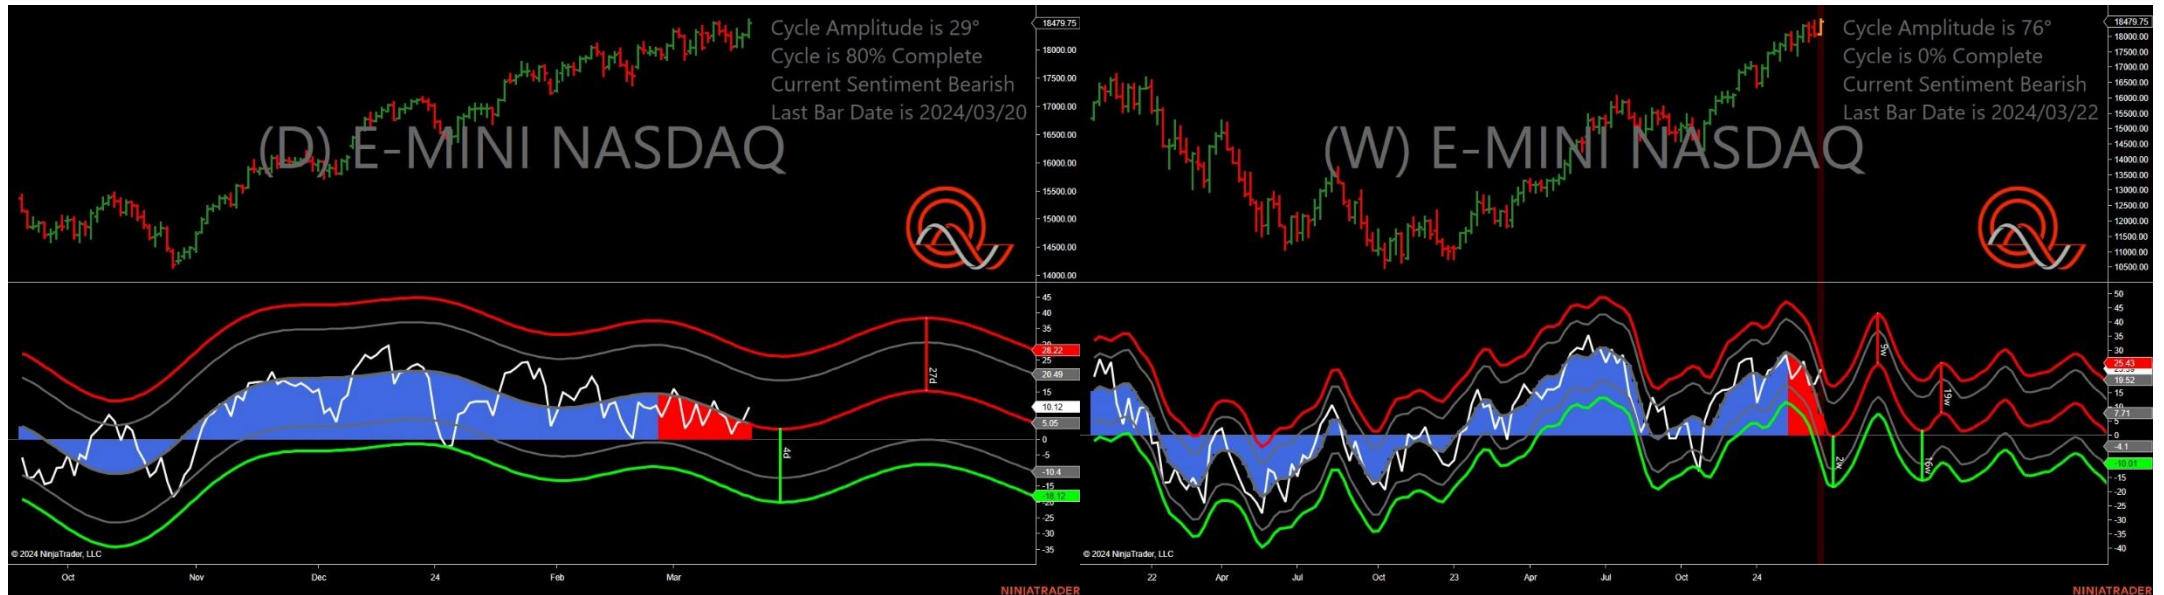 18479.75
Cycle Amplitude is 29°
Cycle is 80% Complete
Current Sentiment Bearish
Last Bar Date is 2024/03/20
(D) E-MINI NASDAQ
18000.00
17500.00
17000.00
16500.00
16000.00
15000.00
14500.00
14000.00
45
40
35
30
28.22
25
20.49
15
10.12
5.05
0
-5
-10.4
-15
-18.12
-25
-30
-35
27d
4d
© 2024 NinjaTrader, LLC
Oct
Nov
Dec
24
Feb
Mar
NINJATRADER
18479.75
Cycle Amplitude is 76°
Cycle is 0% Complete
Current Sentiment Bearish
Last Bar Date is 2024/03/22
(W) E-MINI NASDAQ
18000.00
17500.00
17000.00
16500.00
16000.00
15500.00
15000.00
14500.00
14000.00
13500.00
13000.00
12500.00
12000.00
11500.00
11000.00
10500.00
50
45
40
35
30
25.43
19.52
15
7.71
5
0
-4.1
-10.01
-15
-20
-25
-30
-35
-40
9w
19w
2w
16w
© 2024 NinjaTrader, LLC
22
Apr
Jul
Oct
23
Apr
Jul
Oct
24
NINJATRADER